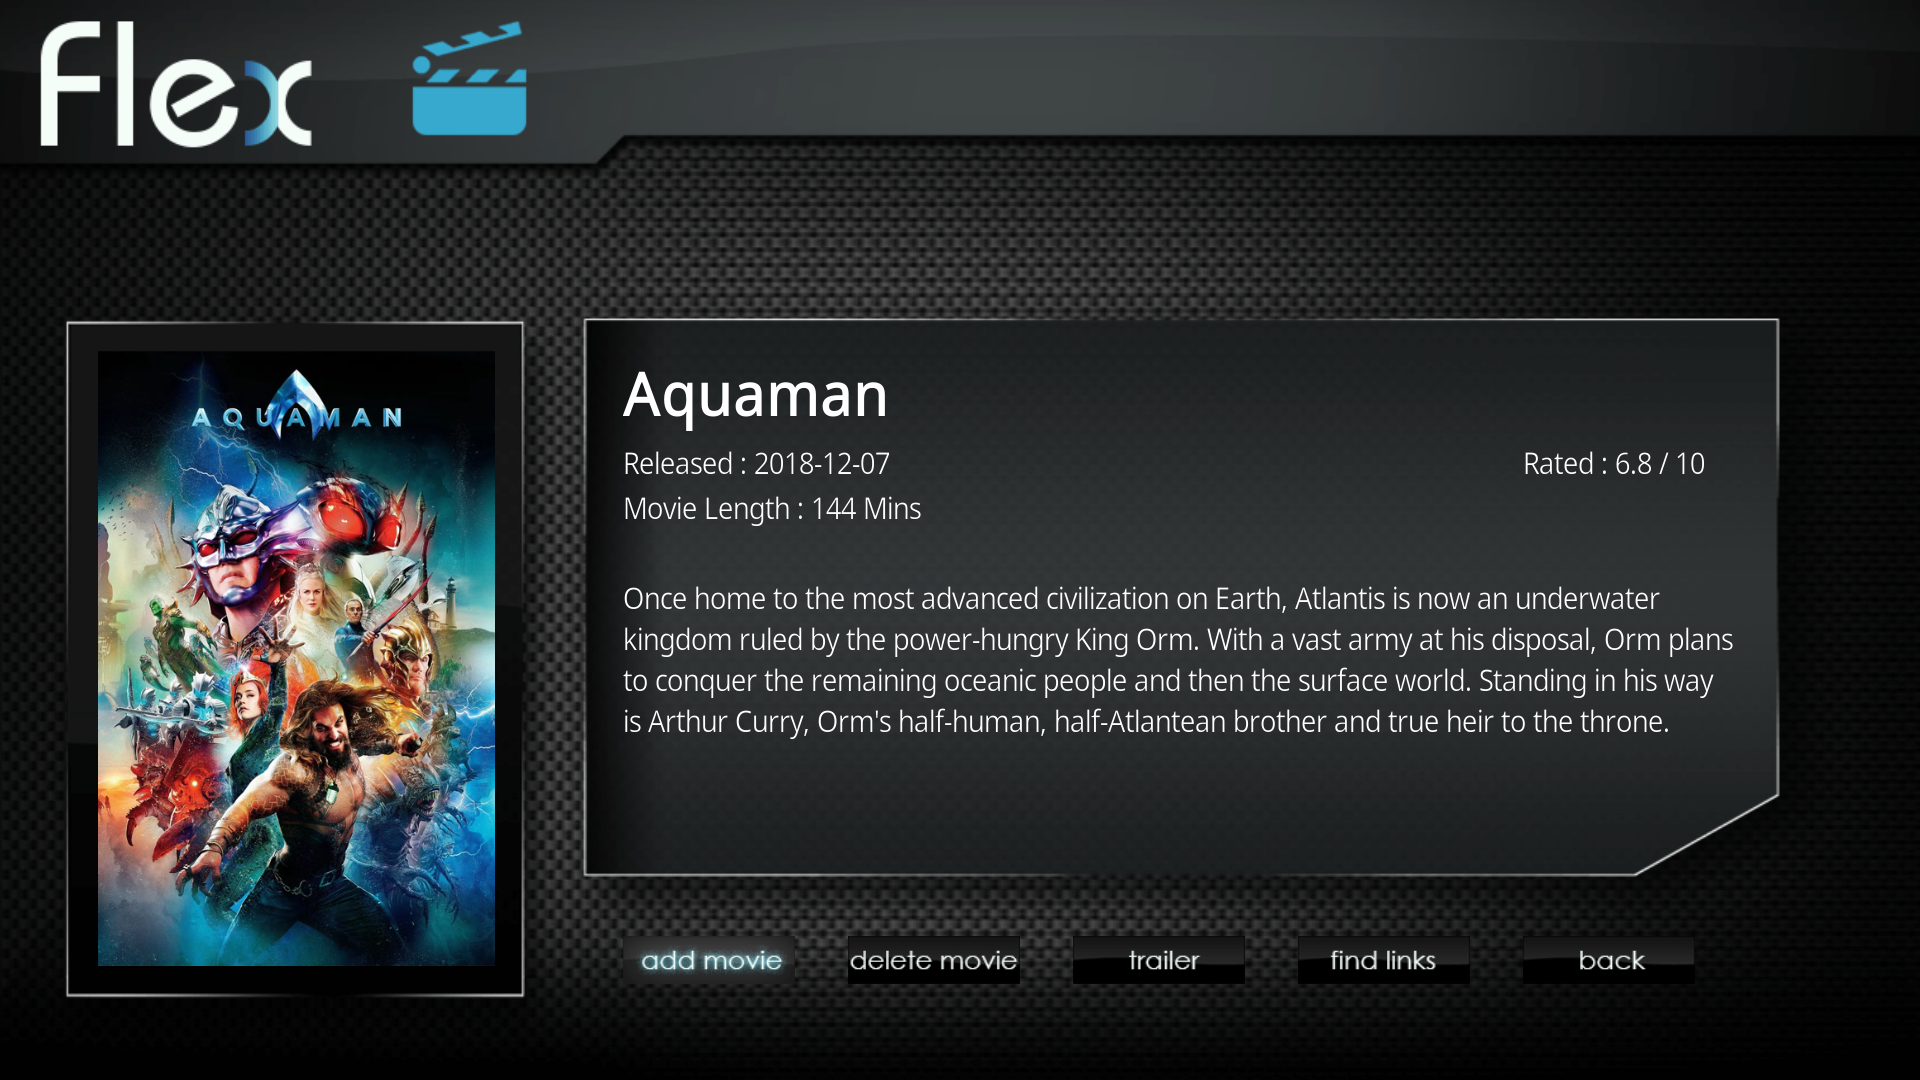 flex
AQUAMAN
Aquaman
Released : 2018-12-07
Rated : 6.8 / 10
Movie Length : 144 Mins
Once home to the most advanced civilization on Earth, Atlantis is now an underwater
kingdom ruled by the power-hungry King Orm. With a vast army at his disposal, Orm plans
to conquer the remaining oceanic people and then the surface world. Standing in his way
is Arthur Curry, Orm's half-human, half-Atlantean brother and true heir to the throne.
add movie
delete movie
trailer
find links
back